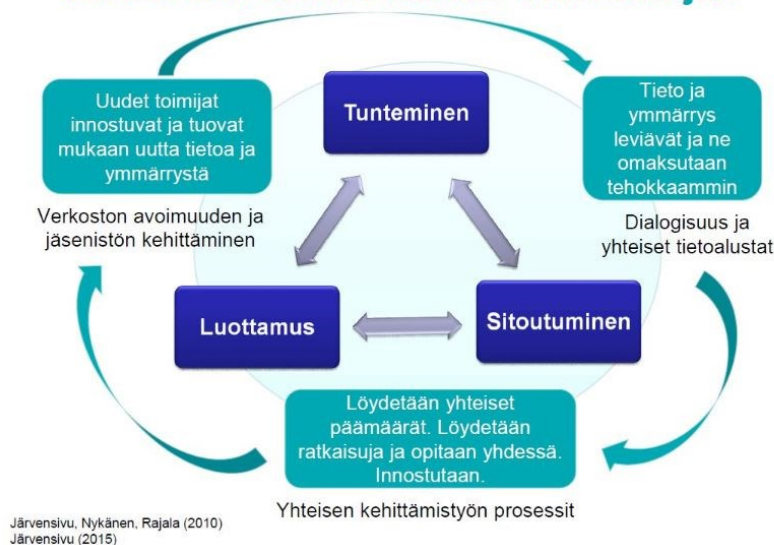 Uudet toimijat
innostuvat ja tuovat
mukaan uutta tietoa ja
ymmärrystä
Verkoston avoimuuden ja
jäsenistön kehittäminen
Tunteminen
Tieto ja
ymmärrys
leviävät ja ne
omaksutaan
tehokkaammin
Dialogisuus ja
yhteiset tietoalustat
Luottamus
Sitoutuminen
Löydetään yhteiset
päämäärät. Löydetään
ratkaisuja ja opitaan yhdessä.
Innostutaan.
Yhteisen kehittämistyön prosessit
Järvensivu, Nykänen, Rajala (2010)
Järvensivu (2015)